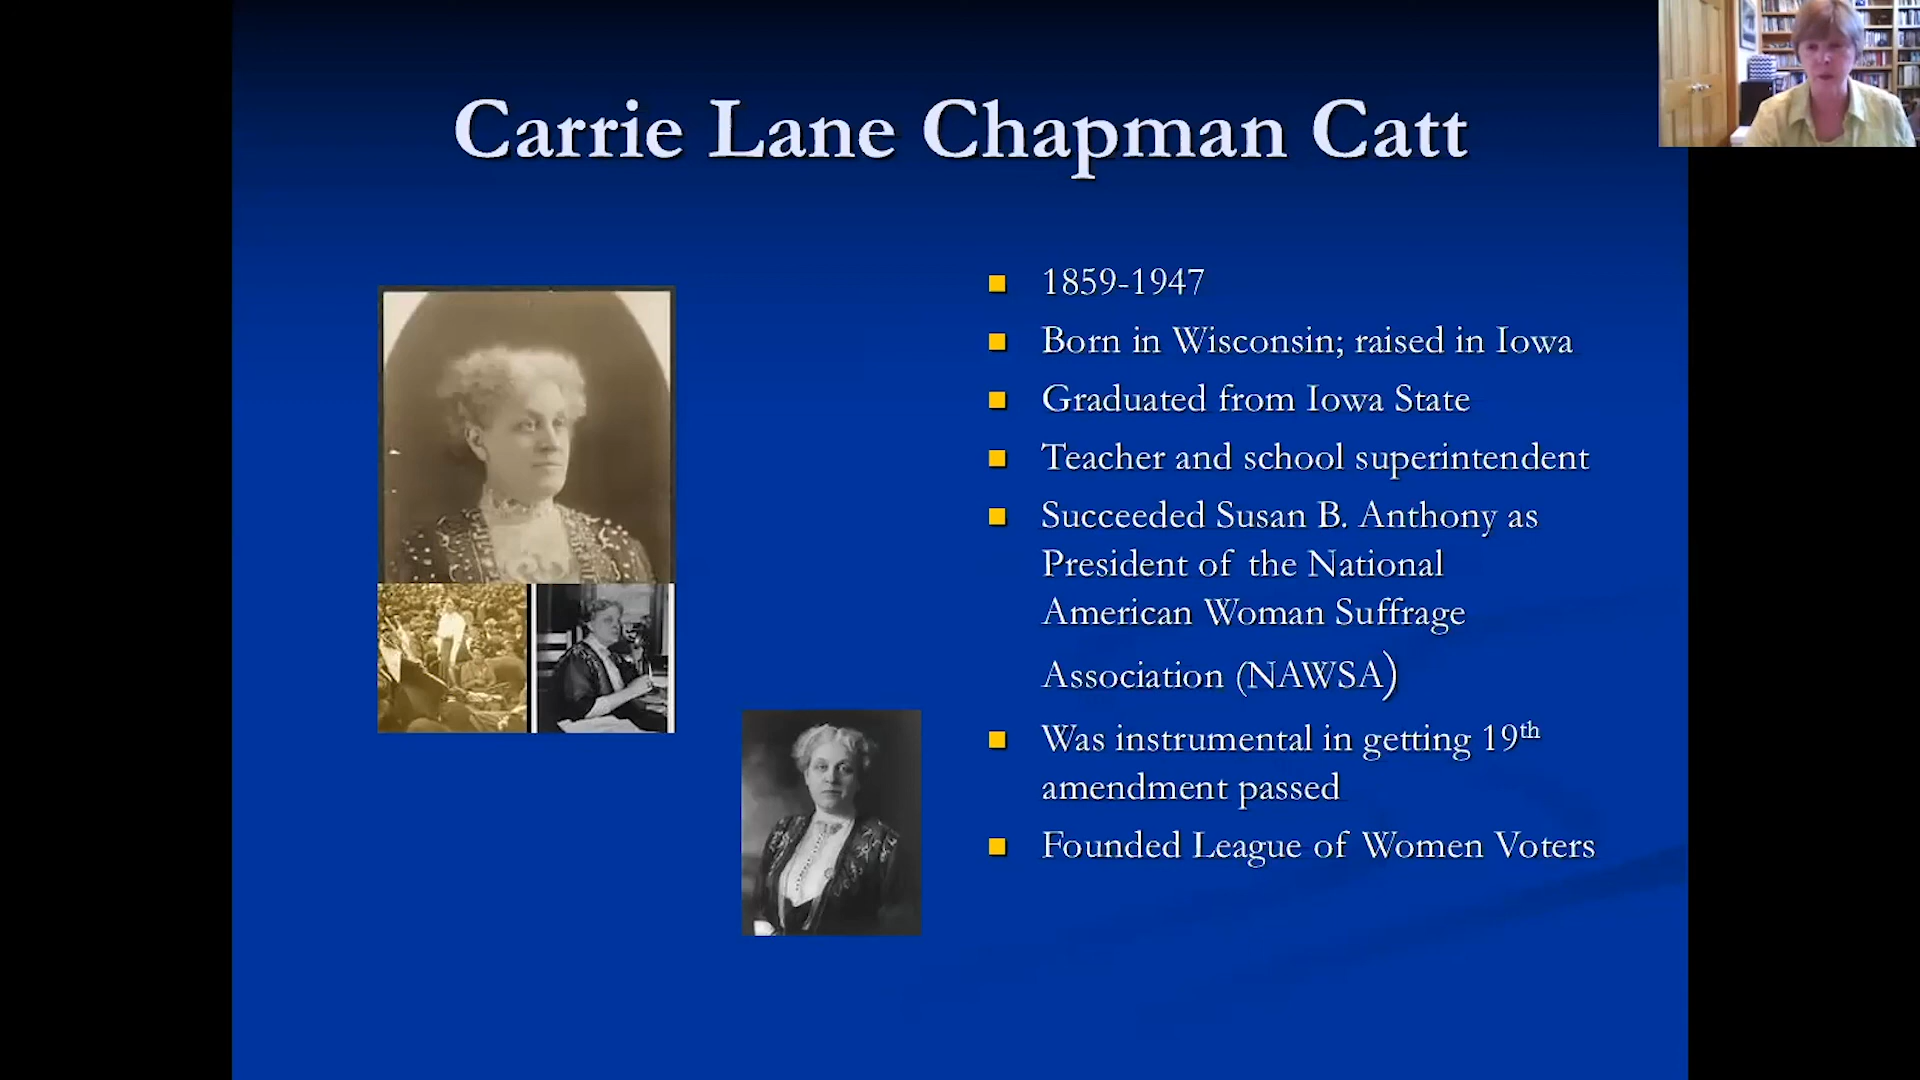 Carrie Lane Chapman Catt
1859-1947
Born in Wisconsin; raised in Iowa
Graduated from Iowa State
Teacher and school superintendent
Succeeded Susan B. Anthony as
President of the National
American Woman Suffrage
Association (NAWSA)
Was instrumental in getting 19th
amendment passed
Founded League of Women Voters